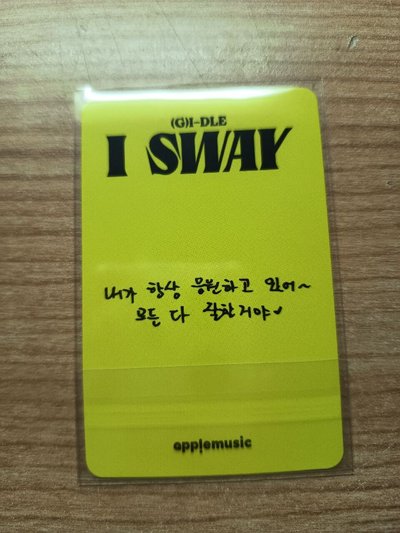 (G)I-DLE
I SWAY
내가 항상 응원하고 있어~
모든 다 잘한거야
applemusic